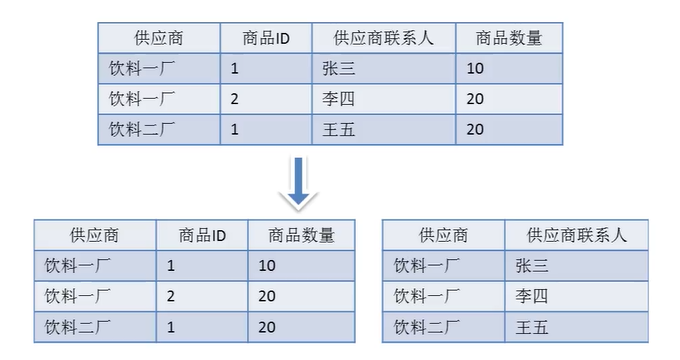 供应商 商品ID 供应商联系人 商品数量
饮料一厂 1 张三 10
饮料一厂 2 李四 20
饮料二厂 1 王五 20
供应商 商品ID 商品数量
饮料一厂 1 10
饮料一厂 2 20
饮料二厂 1 20
供应商 供应商联系人
饮料一厂 张三
饮料一厂 李四
饮料二厂 王五